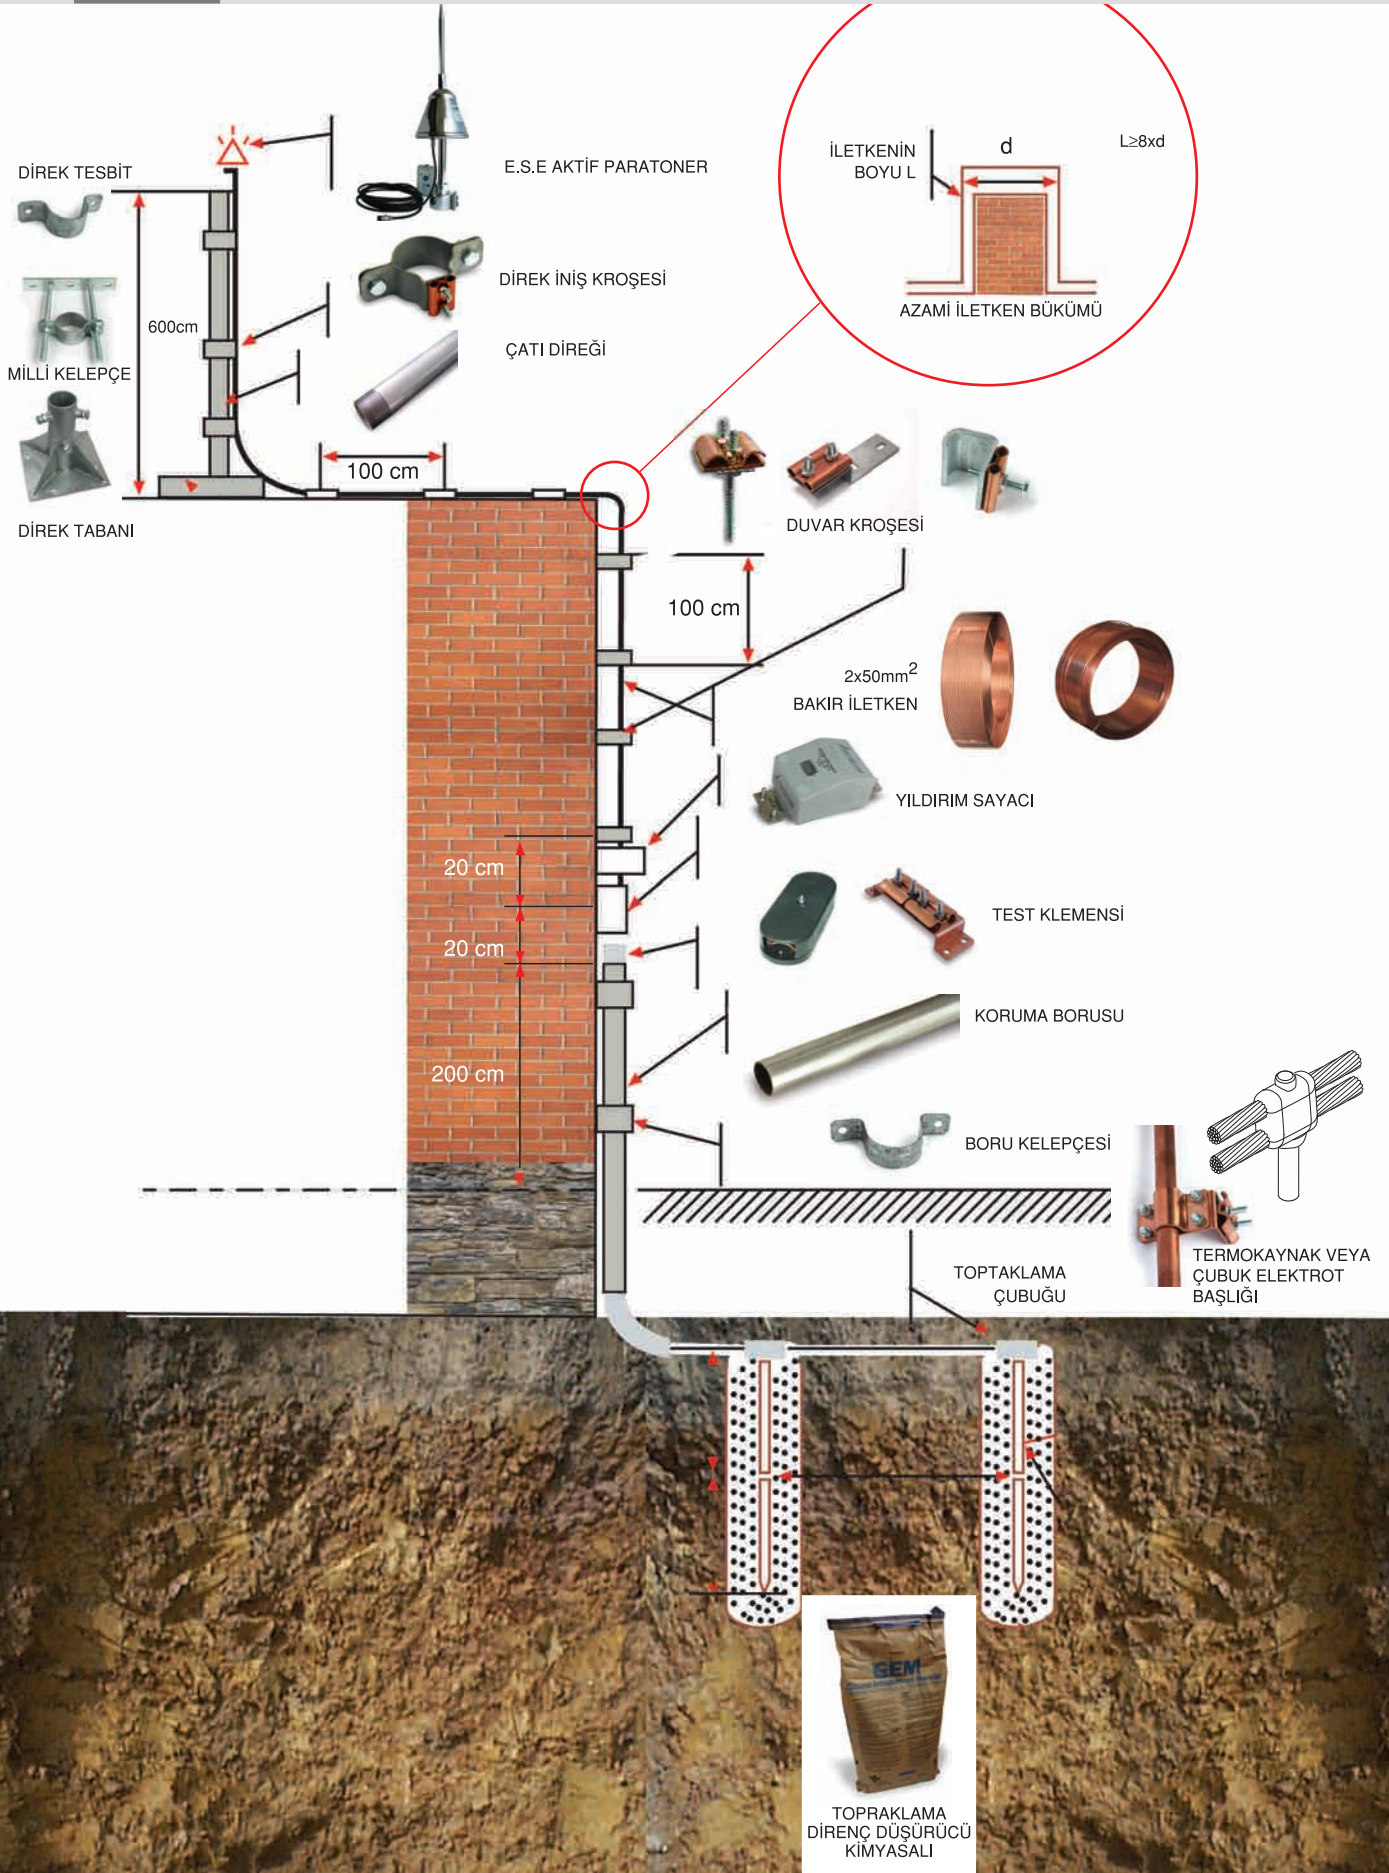 DİREK TESBİT
E.S.E AKTİF PARATONER
İLETKENİN
BOYU L
d
L≥8xd
AZAMİ İLETKEN BÜKÜMÜ
DİREK İNİŞ KROŞESİ
600cm
ÇATI DİREĞİ
MİLLİ KELEPÇE
100 cm
DİREK TABANI
DUVAR KROŞESİ
100 cm
2x50mm²
BAKIR İLETKEN
YILDIRIM SAYACI
20 cm
TEST KLEMENSİ
20 cm
KORUMA BORUSU
200 cm
BORU KELEPÇESİ
TERMOKAYNAK VEYA
ÇUBUK ELEKTROT
BAŞLIĞI
TOPTAKLAMA
ÇUBUĞU
GEM
TOPRAKLAMA
DİRENÇ DÜŞÜRÜCÜ
KİMYASALI